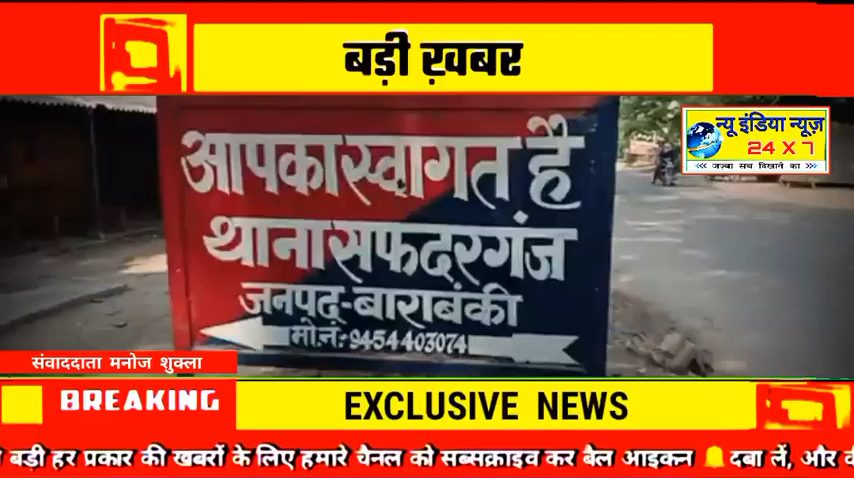 बड़ी ख़बर
न्यू इंडिया न्यूज़
24 X 7
<< जज़्बा सच दिखाने का >>
आपका स्वागत है
थाना सफदरगंज
जनपद-बाराबंकी
मो.नं:-9454403074
संवाददाता मनोज शुक्ला
BREAKING
EXCLUSIVE NEWS
बड़ी हर प्रकार की खबरों के लिए हमारे चैनल को सब्सक्राइव कर बैल आइकन 🔔 दबा लें, और